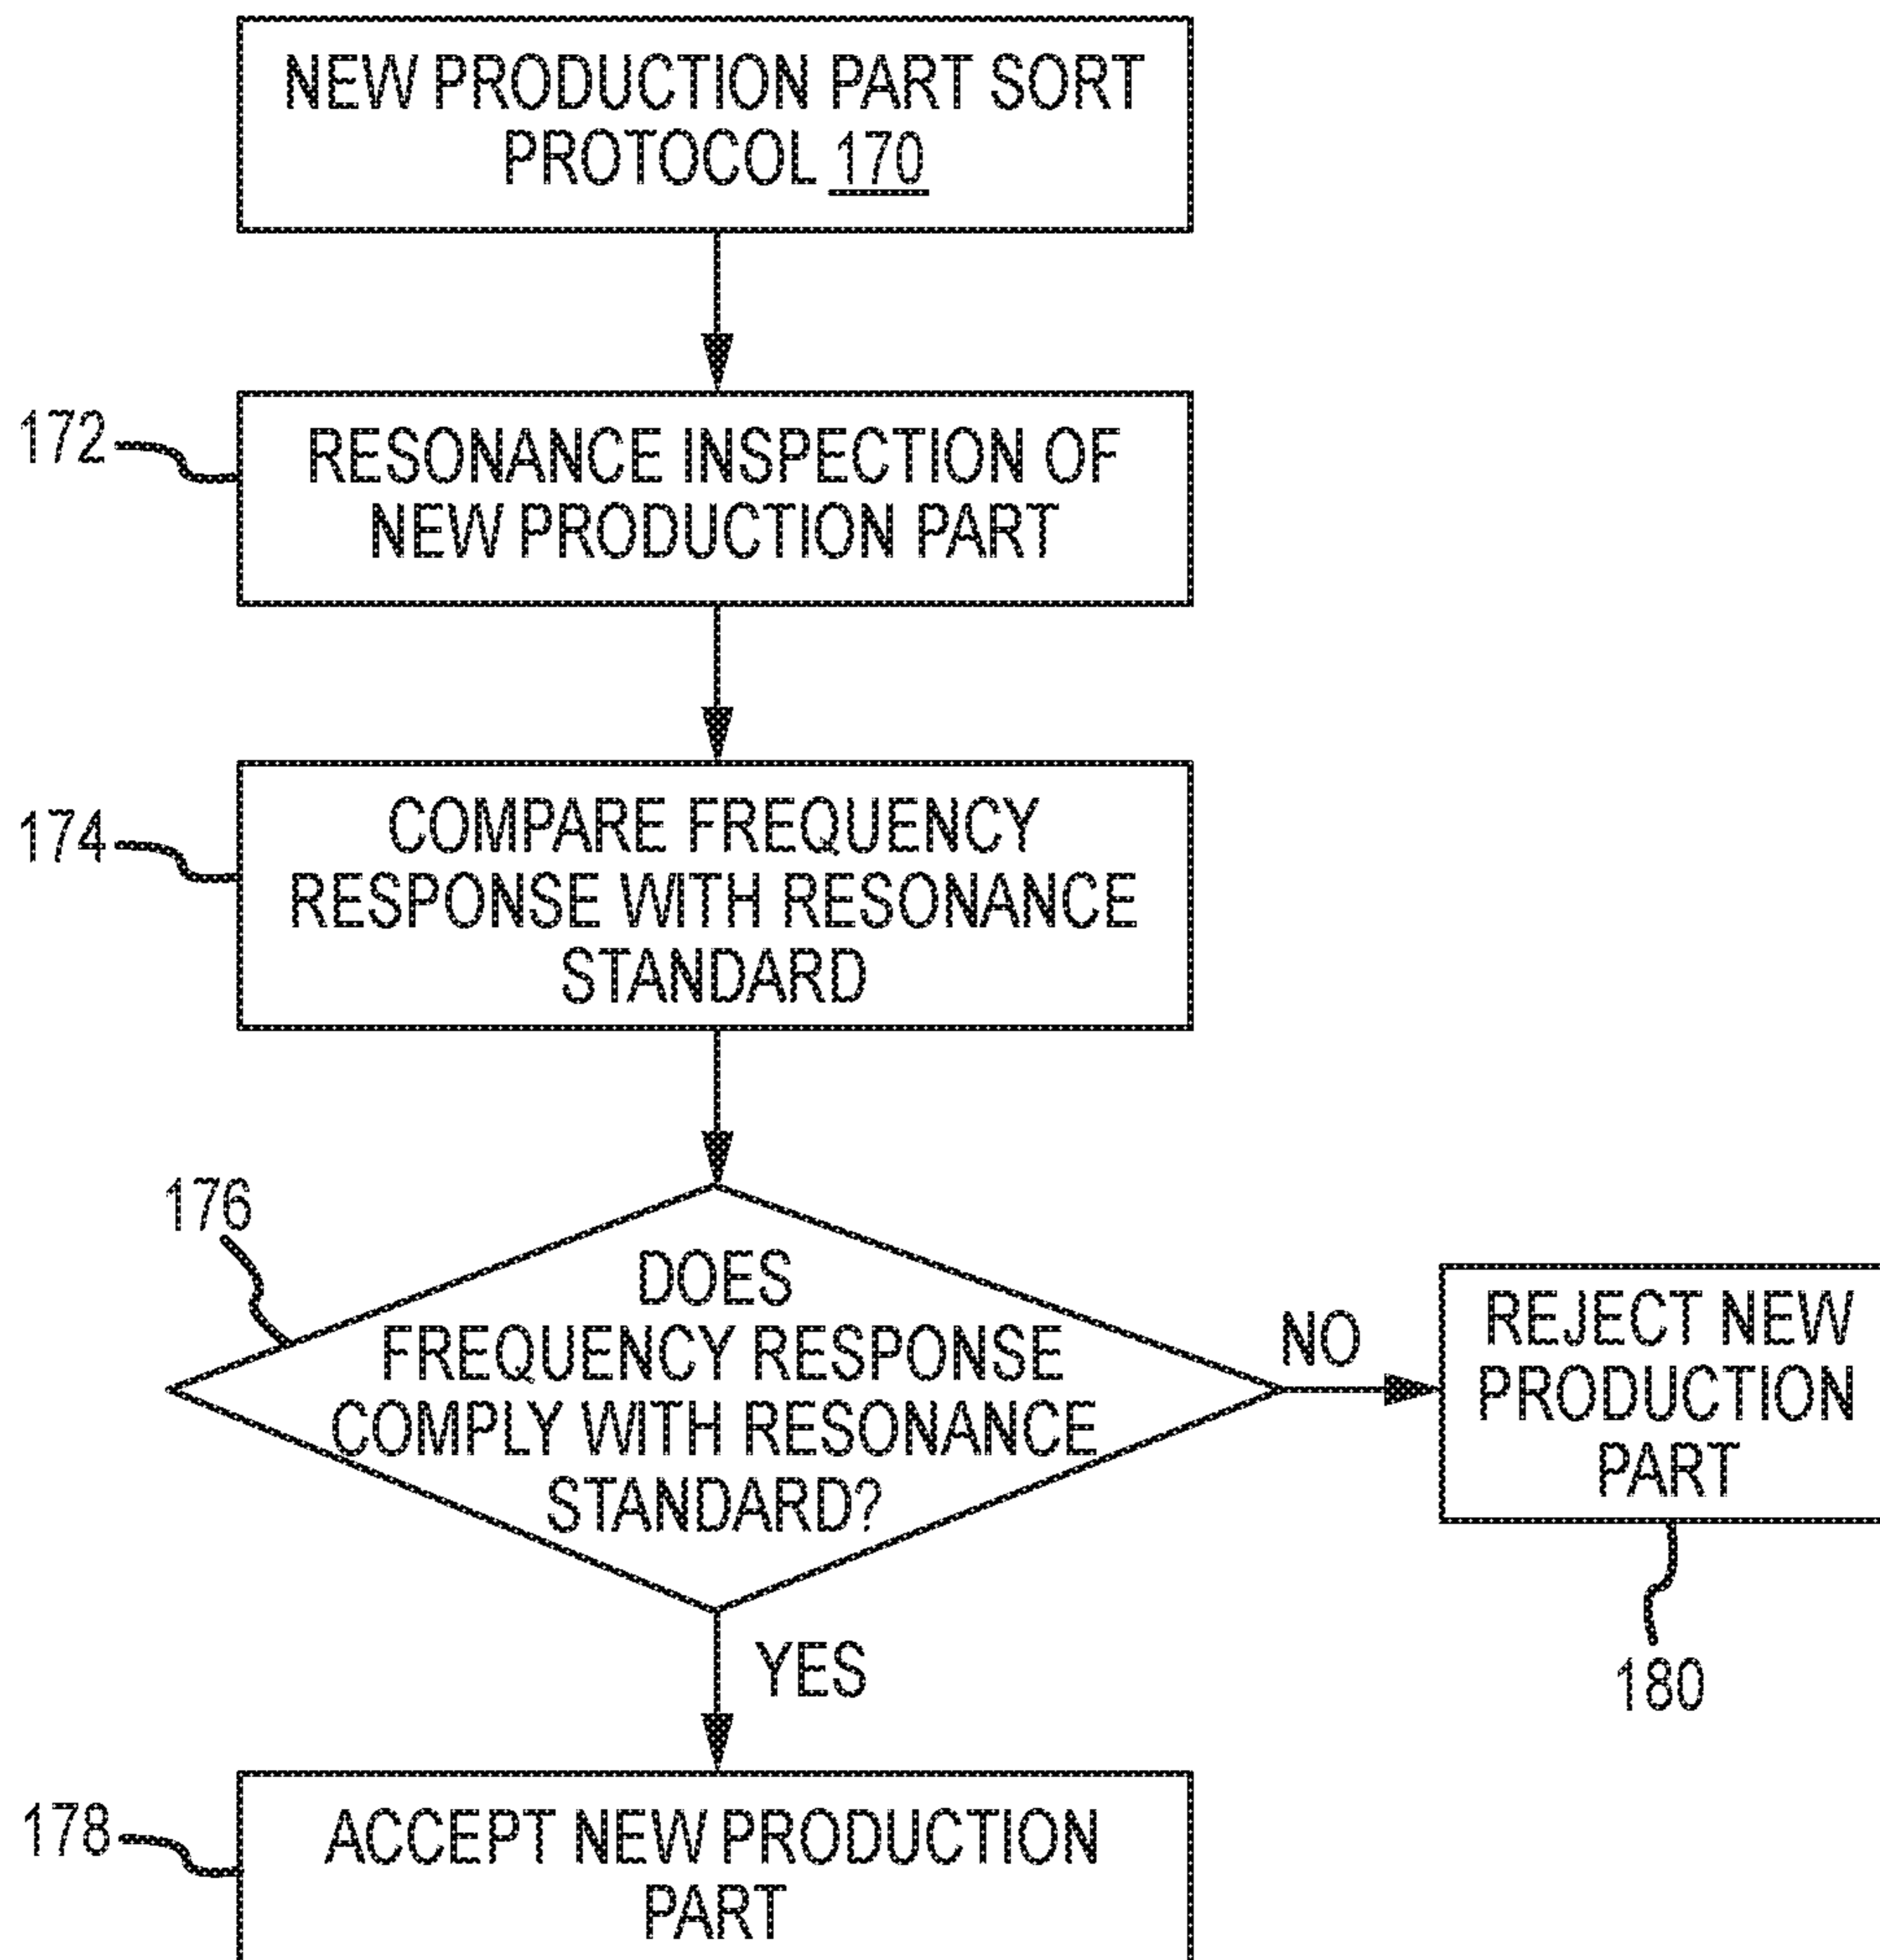 NEW PRODUCTION PART SORT
PROTOCOL 170
172
RESONANCE INSPECTION OF
NEW PRODUCTION PART
174
COMPARE FREQUENCY
RESPONSE WITH RESONANCE
STANDARD
176
DOES
FREQUENCY RESPONSE
COMPLY WITH RESONANCE
STANDARD?
NO
REJECT NEW
PRODUCTION
PART
180
YES
178
ACCEPT NEW PRODUCTION
PART